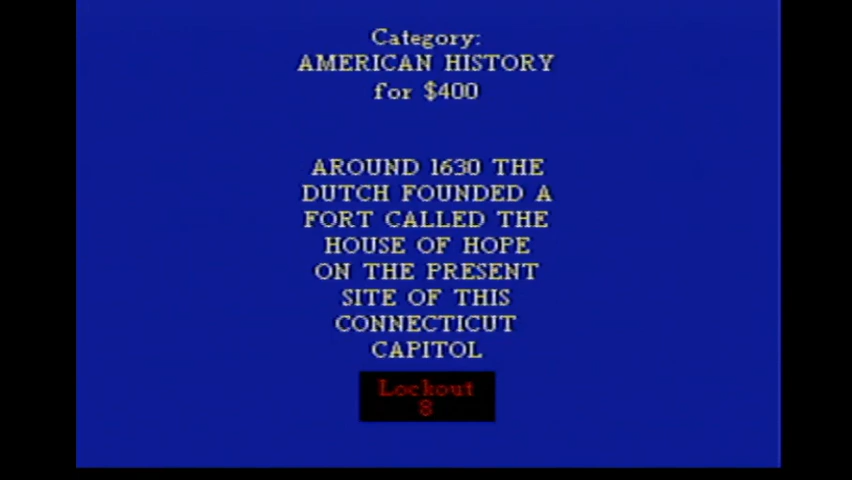 Category:
AMERICAN HISTORY
for $400
AROUND 1630 THE
DUTCH FOUNDED A
FORT CALLED THE
HOUSE OF HOPE
ON THE PRESENT
SITE OF THIS
CONNECTICUT
CAPITOL
Lockout
8